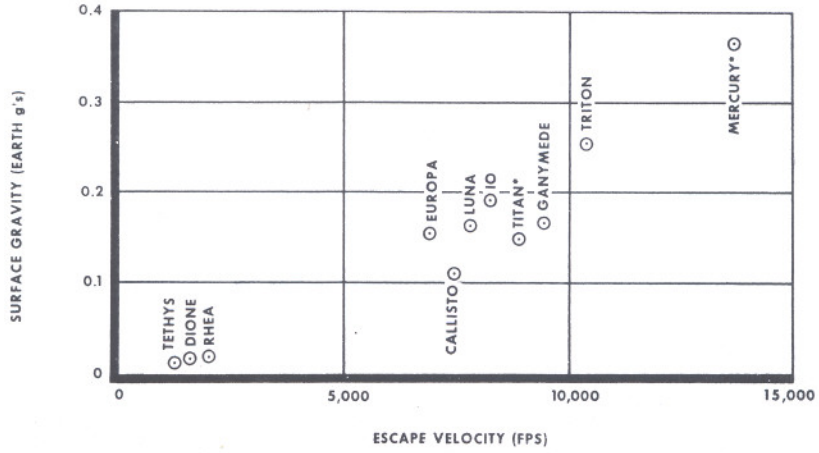 0.4
0.3
0.2
0.1
0
SURFACE GRAVITY (EARTH g's)
MERCURY*
TRITON
GANYMEDE
TITAN*
IO
LUNA
EUROPA
CALLISTO
TETHYS
DIONE
RHEA
0
5,000
10,000
15,000
ESCAPE VELOCITY (FPS)